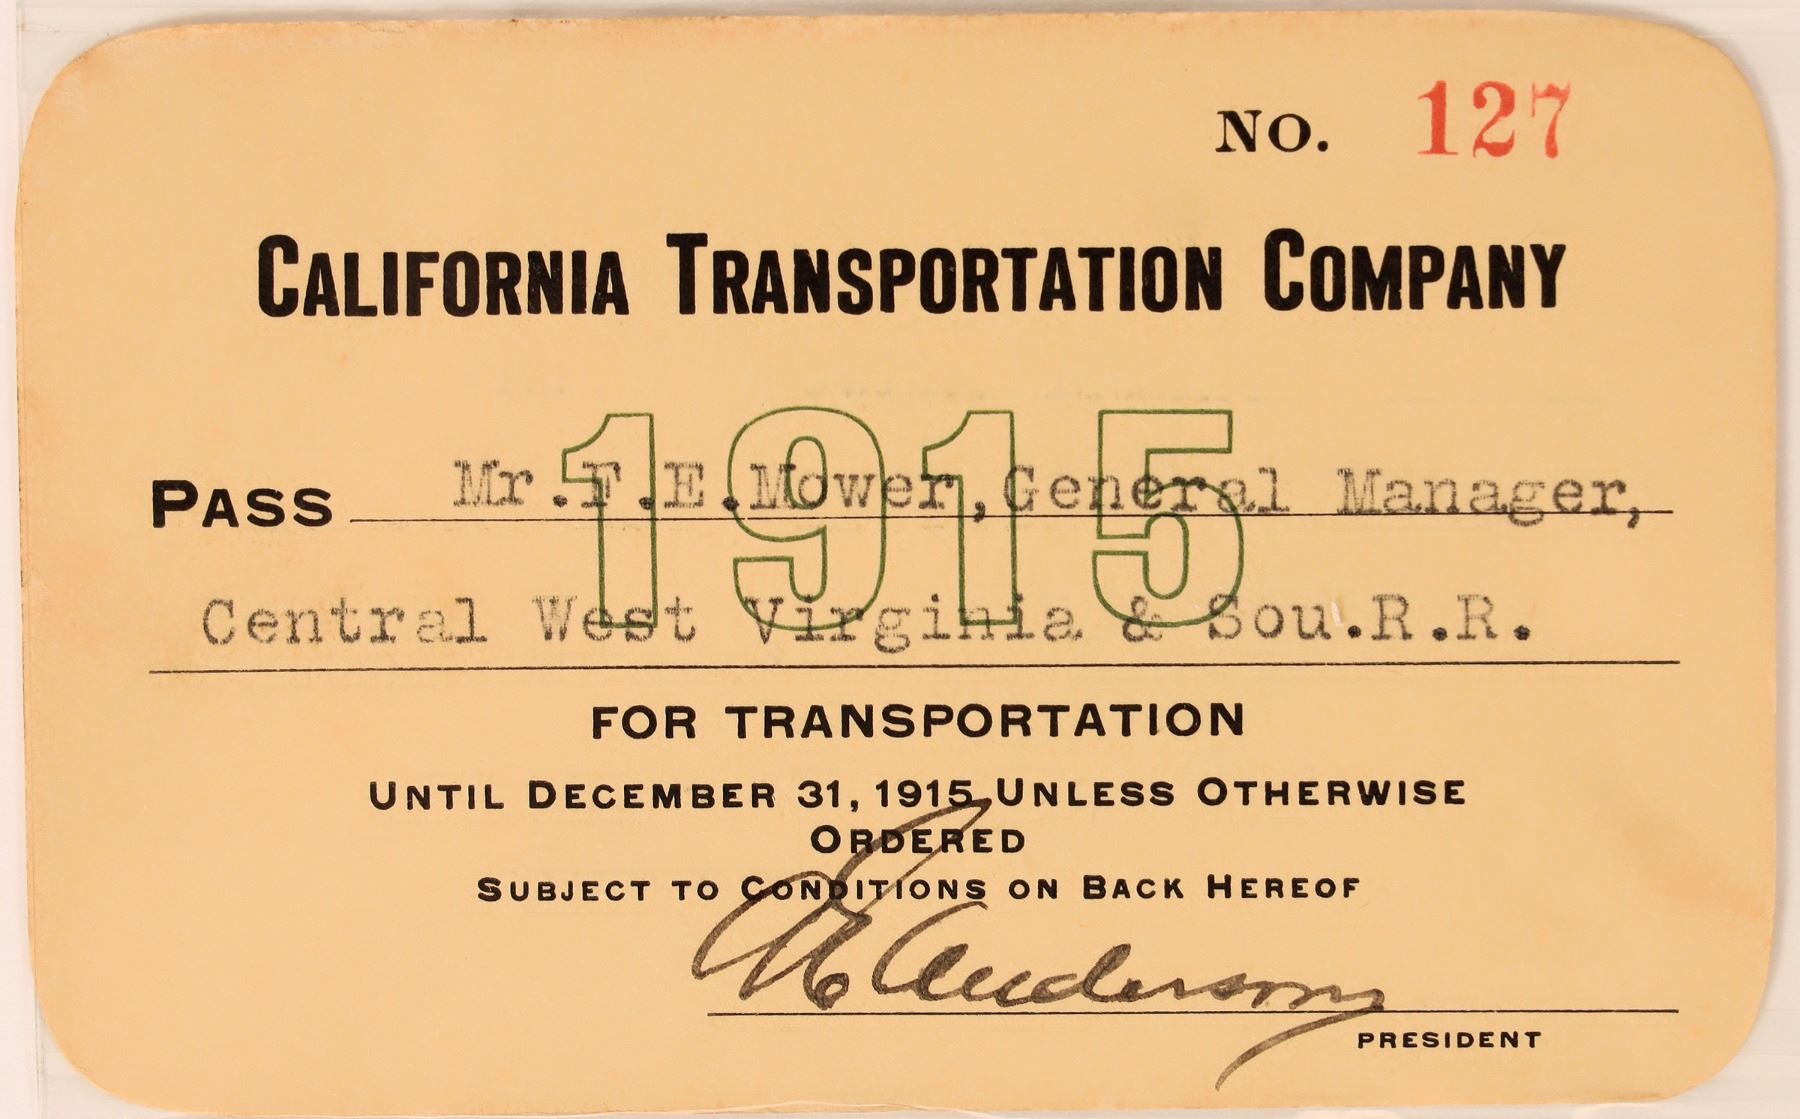 No. 127
CALIFORNIA TRANSPORTATION COMPANY
1915
PASS Mr.F.E.Mower,General Manager,
Central West Virginia & Sou.R.R.
FOR TRANSPORTATION
UNTIL DECEMBER 31, 1915 UNLESS OTHERWISE
ORDERED
SUBJECT TO CONDITIONS ON BACK HEREOF
Anderson
PRESIDENT